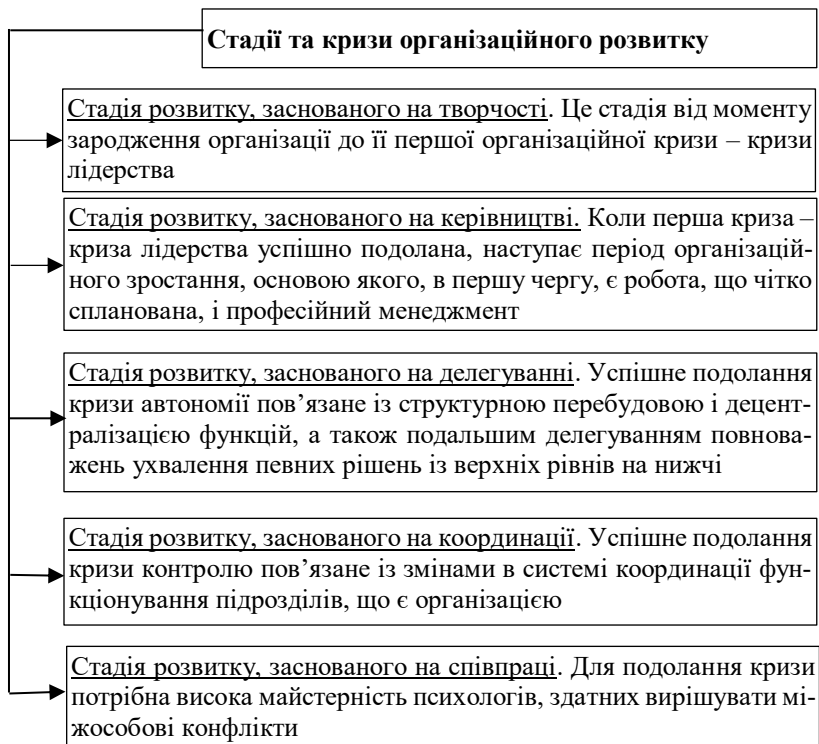 Стадії та кризи організаційного розвитку
Стадія розвитку, заснованого на творчості. Це стадія від моменту
зародження організації до її першої організаційної кризи – кризи
лідерства
Стадія розвитку, заснованого на керівництві. Коли перша криза –
криза лідерства успішно подолана, наступає період організацій-
ного зростання, основою якого, в першу чергу, є робота, що чітко
спланована, і професійний менеджмент
Стадія розвитку, заснованого на делегуванні. Успішне подолання
кризи автономії пов’язане із структурною перебудовою і децент-
ралізацією функцій, а також подальшим делегуванням повнова-
жень ухвалення певних рішень із верхніх рівнів на нижчі
Стадія розвитку, заснованого на координації. Успішне подолання
кризи контролю пов’язане із змінами в системі координації фун-
кціонування підрозділів, що є організацією
Стадія розвитку, заснованого на співпраці. Для подолання кризи
потрібна висока майстерність психологів, здатних вирішувати мі-
жособові конфлікти